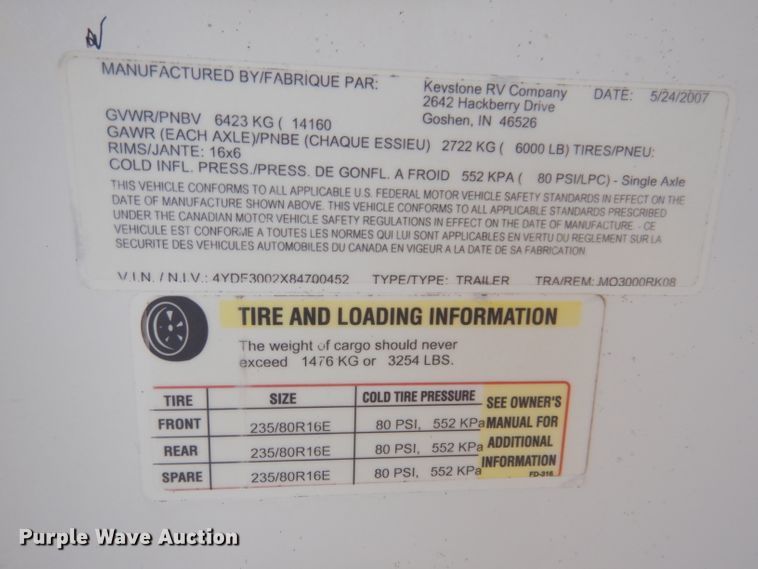 MANUFACTURED BY/FABRIQUE PAR: Keystone RV Company DATE: 5/24/2007
2642 Hackberry Drive
Goshen, IN 46526
GVWR/PNBV 6423 KG ( 14160
GAWR (EACH AXLE)/PNBE (CHAQUE ESSIEU) 2722 KG ( 6000 LB) TIRES/PNEU:
RIMS/JANTE: 16x6
COLD INFL. PRESS./PRESS. DE GONFL. A FROID 552 KPA ( 80 PSI/LPC) - Single Axle
THIS VEHICLE CONFORMS TO ALL APPLICABLE U.S. FEDERAL MOTOR VEHICLE SAFETY STANDARDS IN EFFECT ON THE
DATE OF MANUFACTURE SHOWN ABOVE. THIS VEHICLE CONFORMS TO ALL APPLICABLE STANDARDS PRESCRIBED
UNDER THE CANADIAN MOTOR VEHICLE SAFETY REGULATIONS IN EFFECT ON THE DATE OF MANUFACTURE. - CE
VEHICULE EST CONFORME A TOUTES LES NORMES QUI LUI SONT APPLICABLES EN VERTU DU REGLEMENT SUR LA
SECURITE DES VEHICULES AUTOMOBILES DU CANADA EN VIGEUR A LA DATE DE SA FABRICATION
V.I.N. / N.I.V.: 4YDF3002X84700452 TYPE/TYPE: TRAILER TRA/REM: MO3000RK08
TIRE AND LOADING INFORMATION
The weight of cargo should never
exceed 1476 KG or 3254 LBS.
TIRE SIZE COLD TIRE PRESSURE SEE OWNER'S
FRONT 235/80R16E 80 PSI, 552 KPa MANUAL FOR
REAR 235/80R16E 80 PSI, 552 KPa ADDITIONAL
SPARE 235/80R16E 80 PSI, 552 KPa INFORMATION
FD-316
Purple Wave Auction